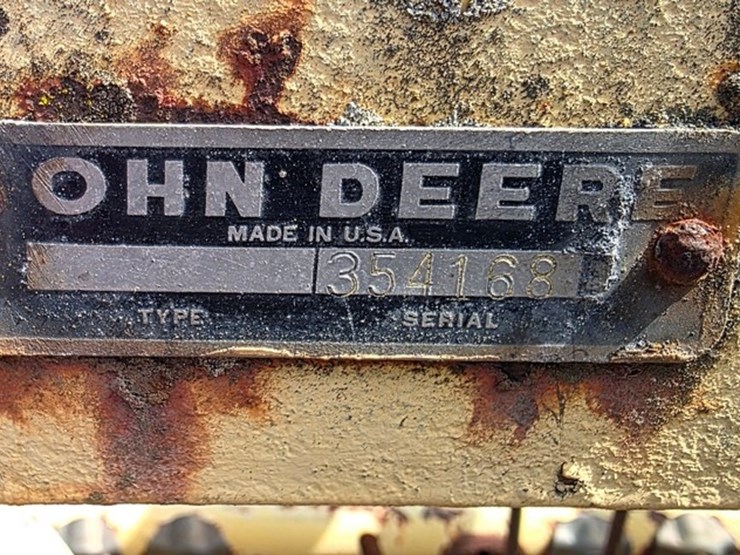 OHN DEERE
MADE IN U.S.A.
354168
TYPE SERIAL